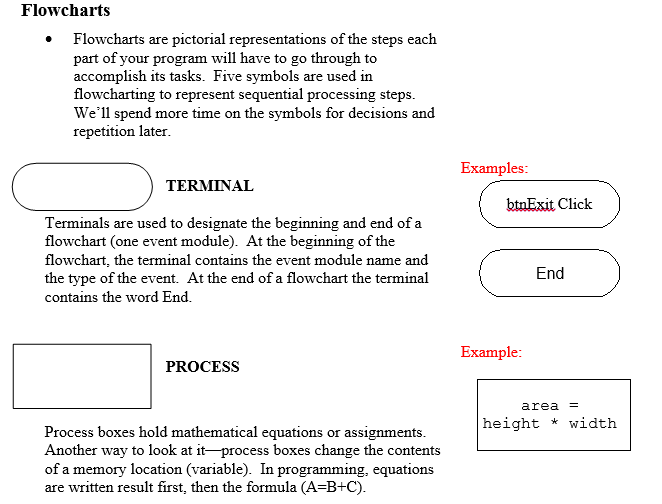 Flowcharts
• Flowcharts are pictorial representations of the steps each
part of your program will have to go through to
accomplish its tasks. Five symbols are used in
flowcharting to represent sequential processing steps.
We'll spend more time on the symbols for decisions and
repetition later.
TERMINAL
Examples:
btnExit Click
Terminals are used to designate the beginning and end of a
flowchart (one event module). At the beginning of the
flowchart, the terminal contains the event module name and
the type of the event. At the end of a flowchart the terminal
contains the word End.
End
PROCESS
Example:
area =
height * width
Process boxes hold mathematical equations or assignments.
Another way to look at it—process boxes change the contents
of a memory location (variable). In programming, equations
are written result first, then the formula (A=B+C).